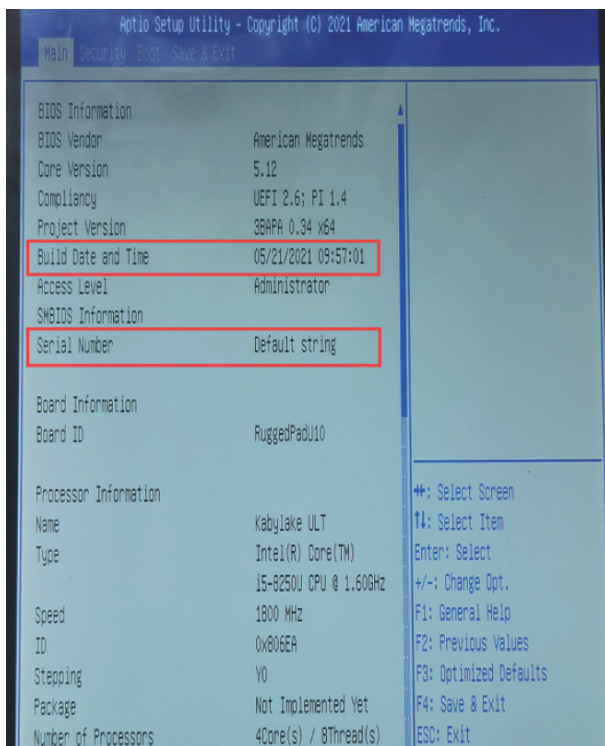 Aptio Setup Utility - Copyright (C) 2021 American Megatrends, Inc.
Main Security Boot Save & Exit
BIOS Information
BIOS Vendor American Megatrends
Core Version 5.12
Compliancy UEFI 2.6; PI 1.4
Project Version 3BAPA 0.34 x64
Build Date and Time 05/21/2021 09:57:01
Access Level Administrator
SMBIOS Information
Serial Number Default string
Board Information
Board ID RuggedPadU10
Processor Information
Name Kabylake ULT
Type Intel(R) Core(TM)
i5-8250U CPU @ 1.60GHz
Speed 1800 MHz
ID 0x806EA
Stepping Y0
Package Not Implemented Yet
Number of Processors 4Core(s) / 8Thread(s)
→←: Select Screen
↑↓: Select Item
Enter: Select
+/-: Change Opt.
F1: General Help
F2: Previous Values
F3: Optimized Defaults
F4: Save & Exit
ESC: Exit